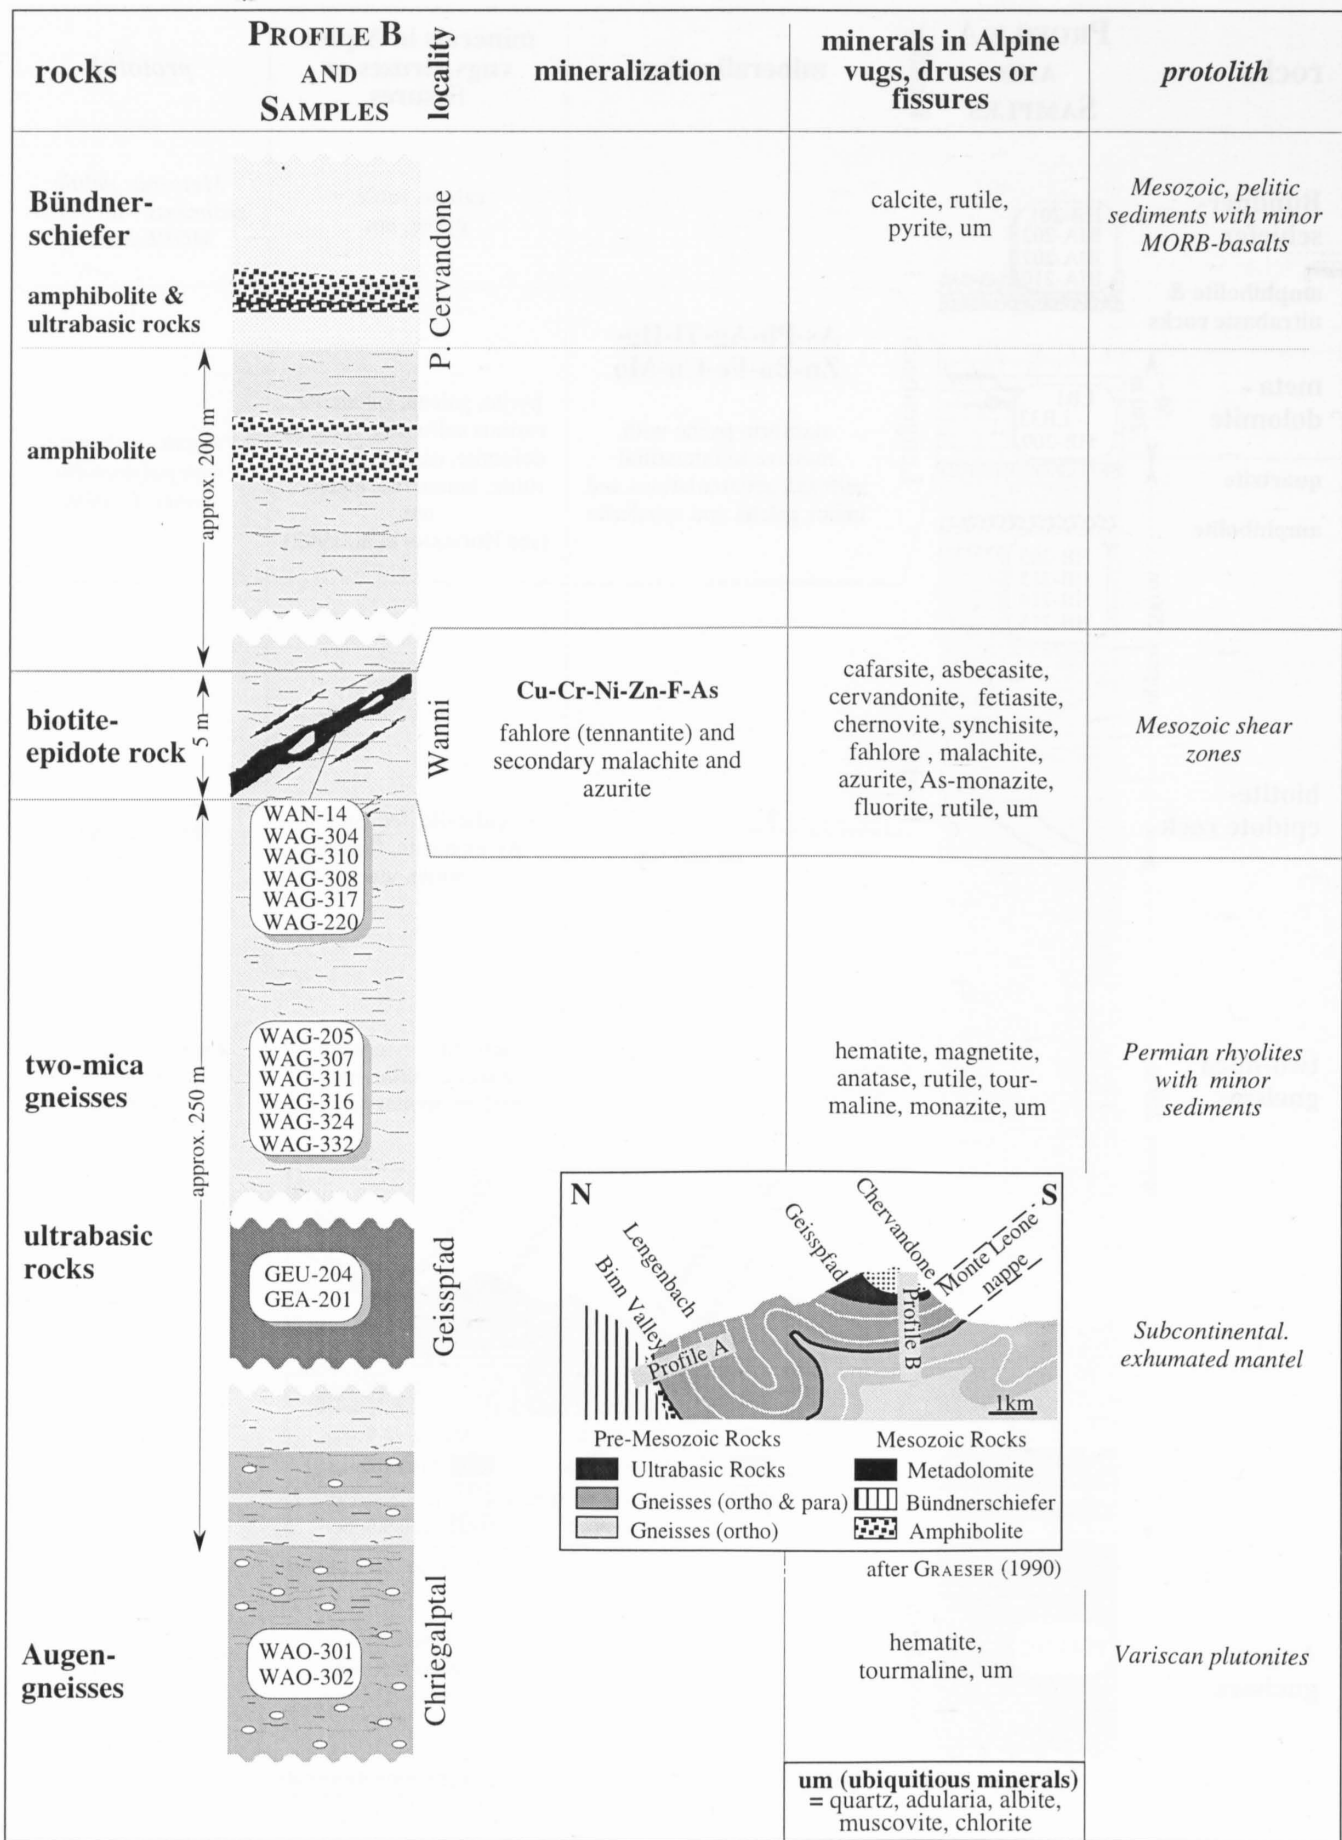 rocks
PROFILE B
AND
SAMPLES
locality
mineralization
minerals in Alpine
vugs, druses or
fissures
protolith
Bündner-
schiefer
amphibolite &
ultrabasic rocks
P. Cervandone
calcite, rutile,
pyrite, um
Mesozoic, pelitic
sediments with minor
MORB-basalts
amphibolite
approx. 200 m
biotite-
epidote rock
5 m
Wanni
Cu-Cr-Ni-Zn-F-As
fahlore (tennantite) and
secondary malachite and
azurite
cafarsite, asbecasite,
cervandonite, fetiasite,
chernovite, synchisite,
fahlore , malachite,
azurite, As-monazite,
fluorite, rutile, um
Mesozoic shear
zones
WAN-14
WAG-304
WAG-310
WAG-308
WAG-317
WAG-220
two-mica
gneisses
approx. 250 m
WAG-205
WAG-307
WAG-311
WAG-316
WAG-324
WAG-332
hematite, magnetite,
anatase, rutile, tour-
maline, monazite, um
Permian rhyolites
with minor
sediments
ultrabasic
rocks
GEU-204
GEA-201
Geisspfad
Subcontinental.
exhumated mantel
N
S
Binn Valley
Lengenbach
Geisspfad
Chervandone
Monte Leone
nappe
Profile A
Profile B
1km
Pre-Mesozoic Rocks
Ultrabasic Rocks
Gneisses (ortho & para)
Gneisses (ortho)
Mesozoic Rocks
Metadolomite
Bündnerschiefer
Amphibolite
after GRAESER (1990)
Augen-
gneisses
WAO-301
WAO-302
Chriegalptal
hematite,
tourmaline, um
Variscan plutonites
um (ubiquitious minerals)
= quartz, adularia, albite,
muscovite, chlorite